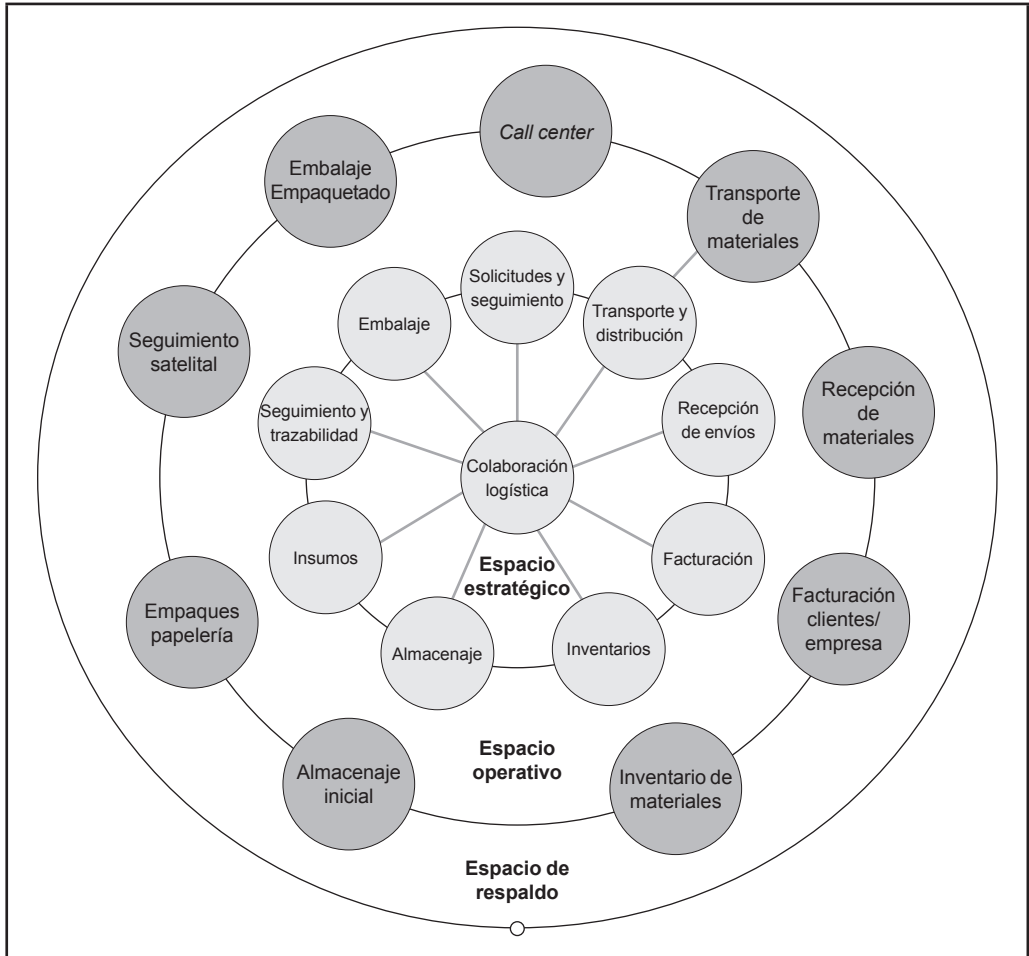 Call center
Embalaje
Empaquetado
Transporte
de
materiales
Solicitudes y
seguimiento
Embalaje
Transporte y
distribución
Seguimiento
satelital
Seguimiento y
trazabilidad
Recepción
de envíos
Recepción
de
materiales
Colaboración
logística
Insumos
Espacio
estratégico
Facturación
Empaques
papelería
Facturación
clientes/
empresa
Almacenaje
Inventarios
Espacio
operativo
Almacenaje
inicial
Inventario de
materiales
Espacio de
respaldo